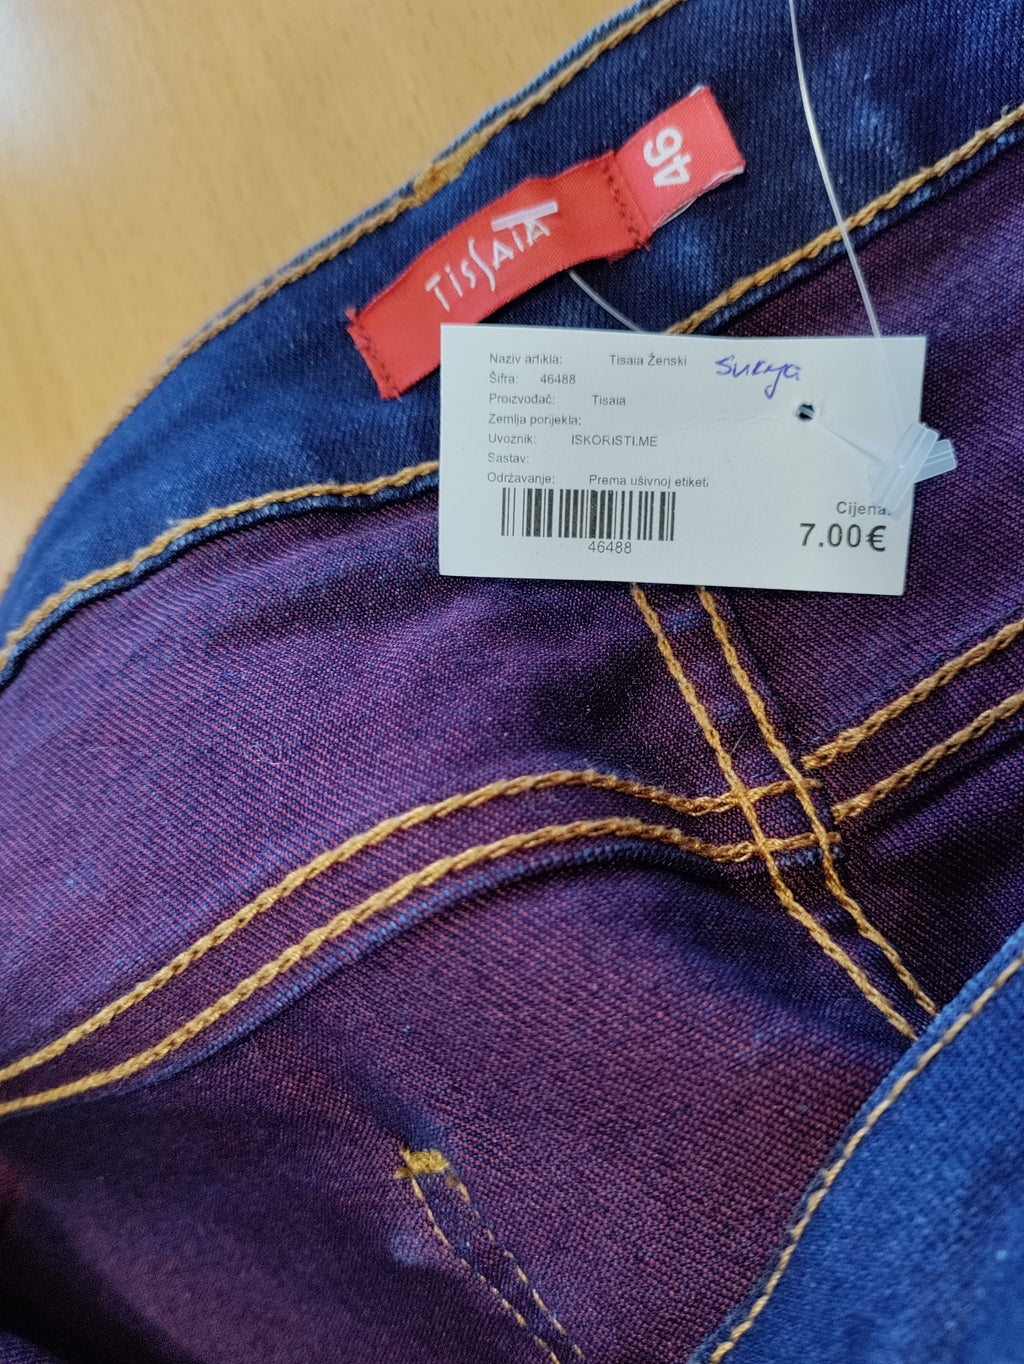 46
TissAIA
Naziv artikla: Tisaia Ženski
Šifra: 46488
Proizvođač: Tisaia
Zemlja porijekla:
Uvoznik: ISKORISTI.ME
Sastav:
Održavanje: Prema ušivnoj etiketi
46488
Cijena:
7.00€